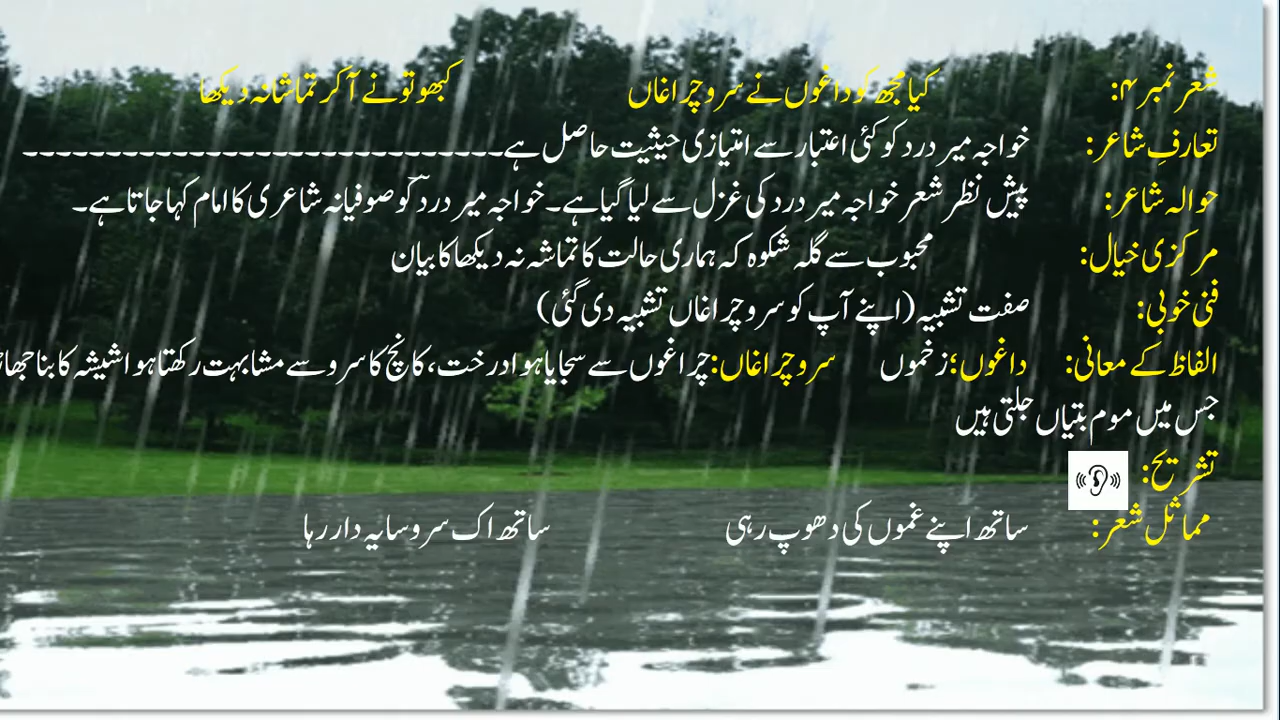 شعر نمبر ۴: کیا مجھ کو داغوں نے سرو چراغاں کبھو تو نے آ کر تماشا نہ دیکھا
تعارفِ شاعر: خواجہ میر درد کو کئی اعتبار سے امتیازی حیثیت حاصل ہے۔۔۔۔۔۔۔۔۔۔۔۔۔۔۔۔۔۔۔۔۔۔۔۔۔۔۔۔۔۔
حوالہ شاعر: پیش نظر شعر خواجہ میر درد کی غزل سے لیا گیا ہے۔ خواجہ میر دردؔ کو صوفیانہ شاعری کا امام کہا جاتا ہے۔
مرکزی خیال: محبوب سے گلہ شکوہ کہ ہماری حالت کا تماشہ نہ دیکھا کا بیان
فنی خوبی: صفت تشبیہ (اپنے آپ کو سرو چراغاں تشبیہ دی گئی)
الفاظ کے معانی: داغوں؛ زخموں سرو چراغاں: چراغوں سے سجایا ہوا درخت، کانچ کا سرو سے مشابہت رکھتا ہوا شیشہ کا بنا
جس میں موم بتیاں جلتی ہیں
تشریح:
مماثل شعر: ساتھ اپنے غموں کی دھوپ رہی ساتھ اک سرو سایہ دار رہا